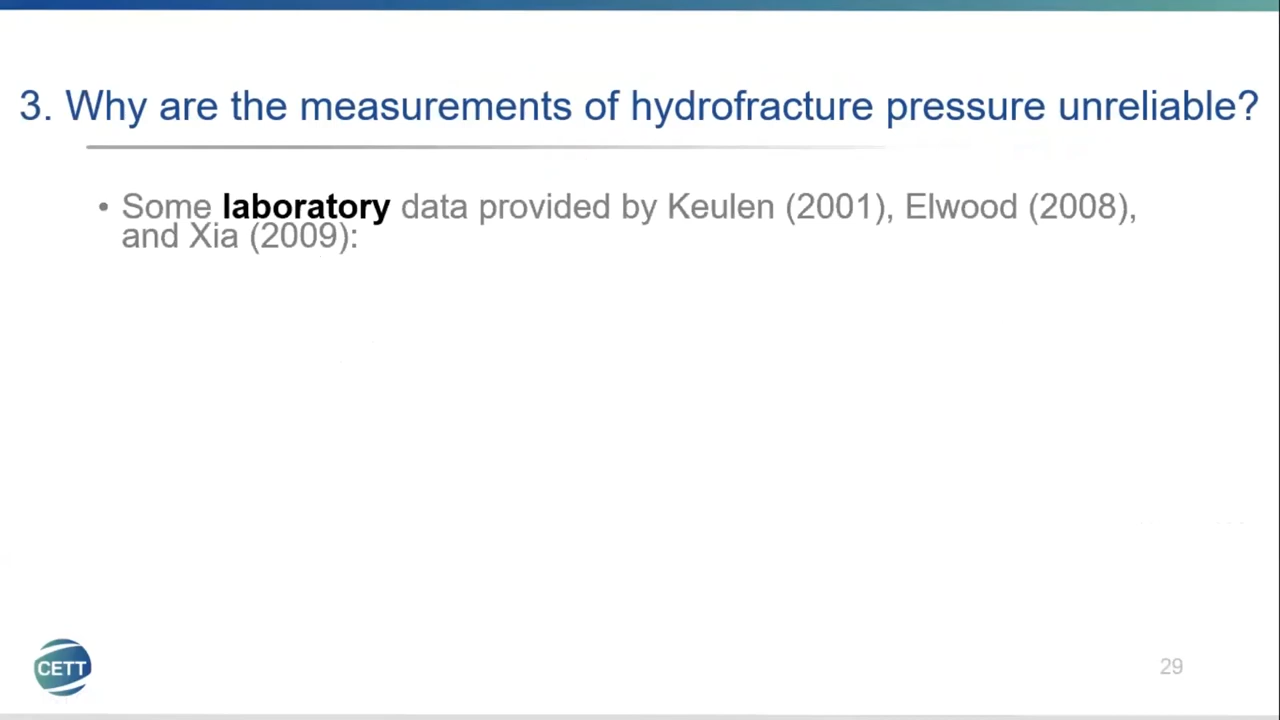 3. Why are the measurements of hydrofracture pressure unreliable?
• Some laboratory data provided by Keulen (2001), Elwood (2008),
and Xia (2009):
CETT
29